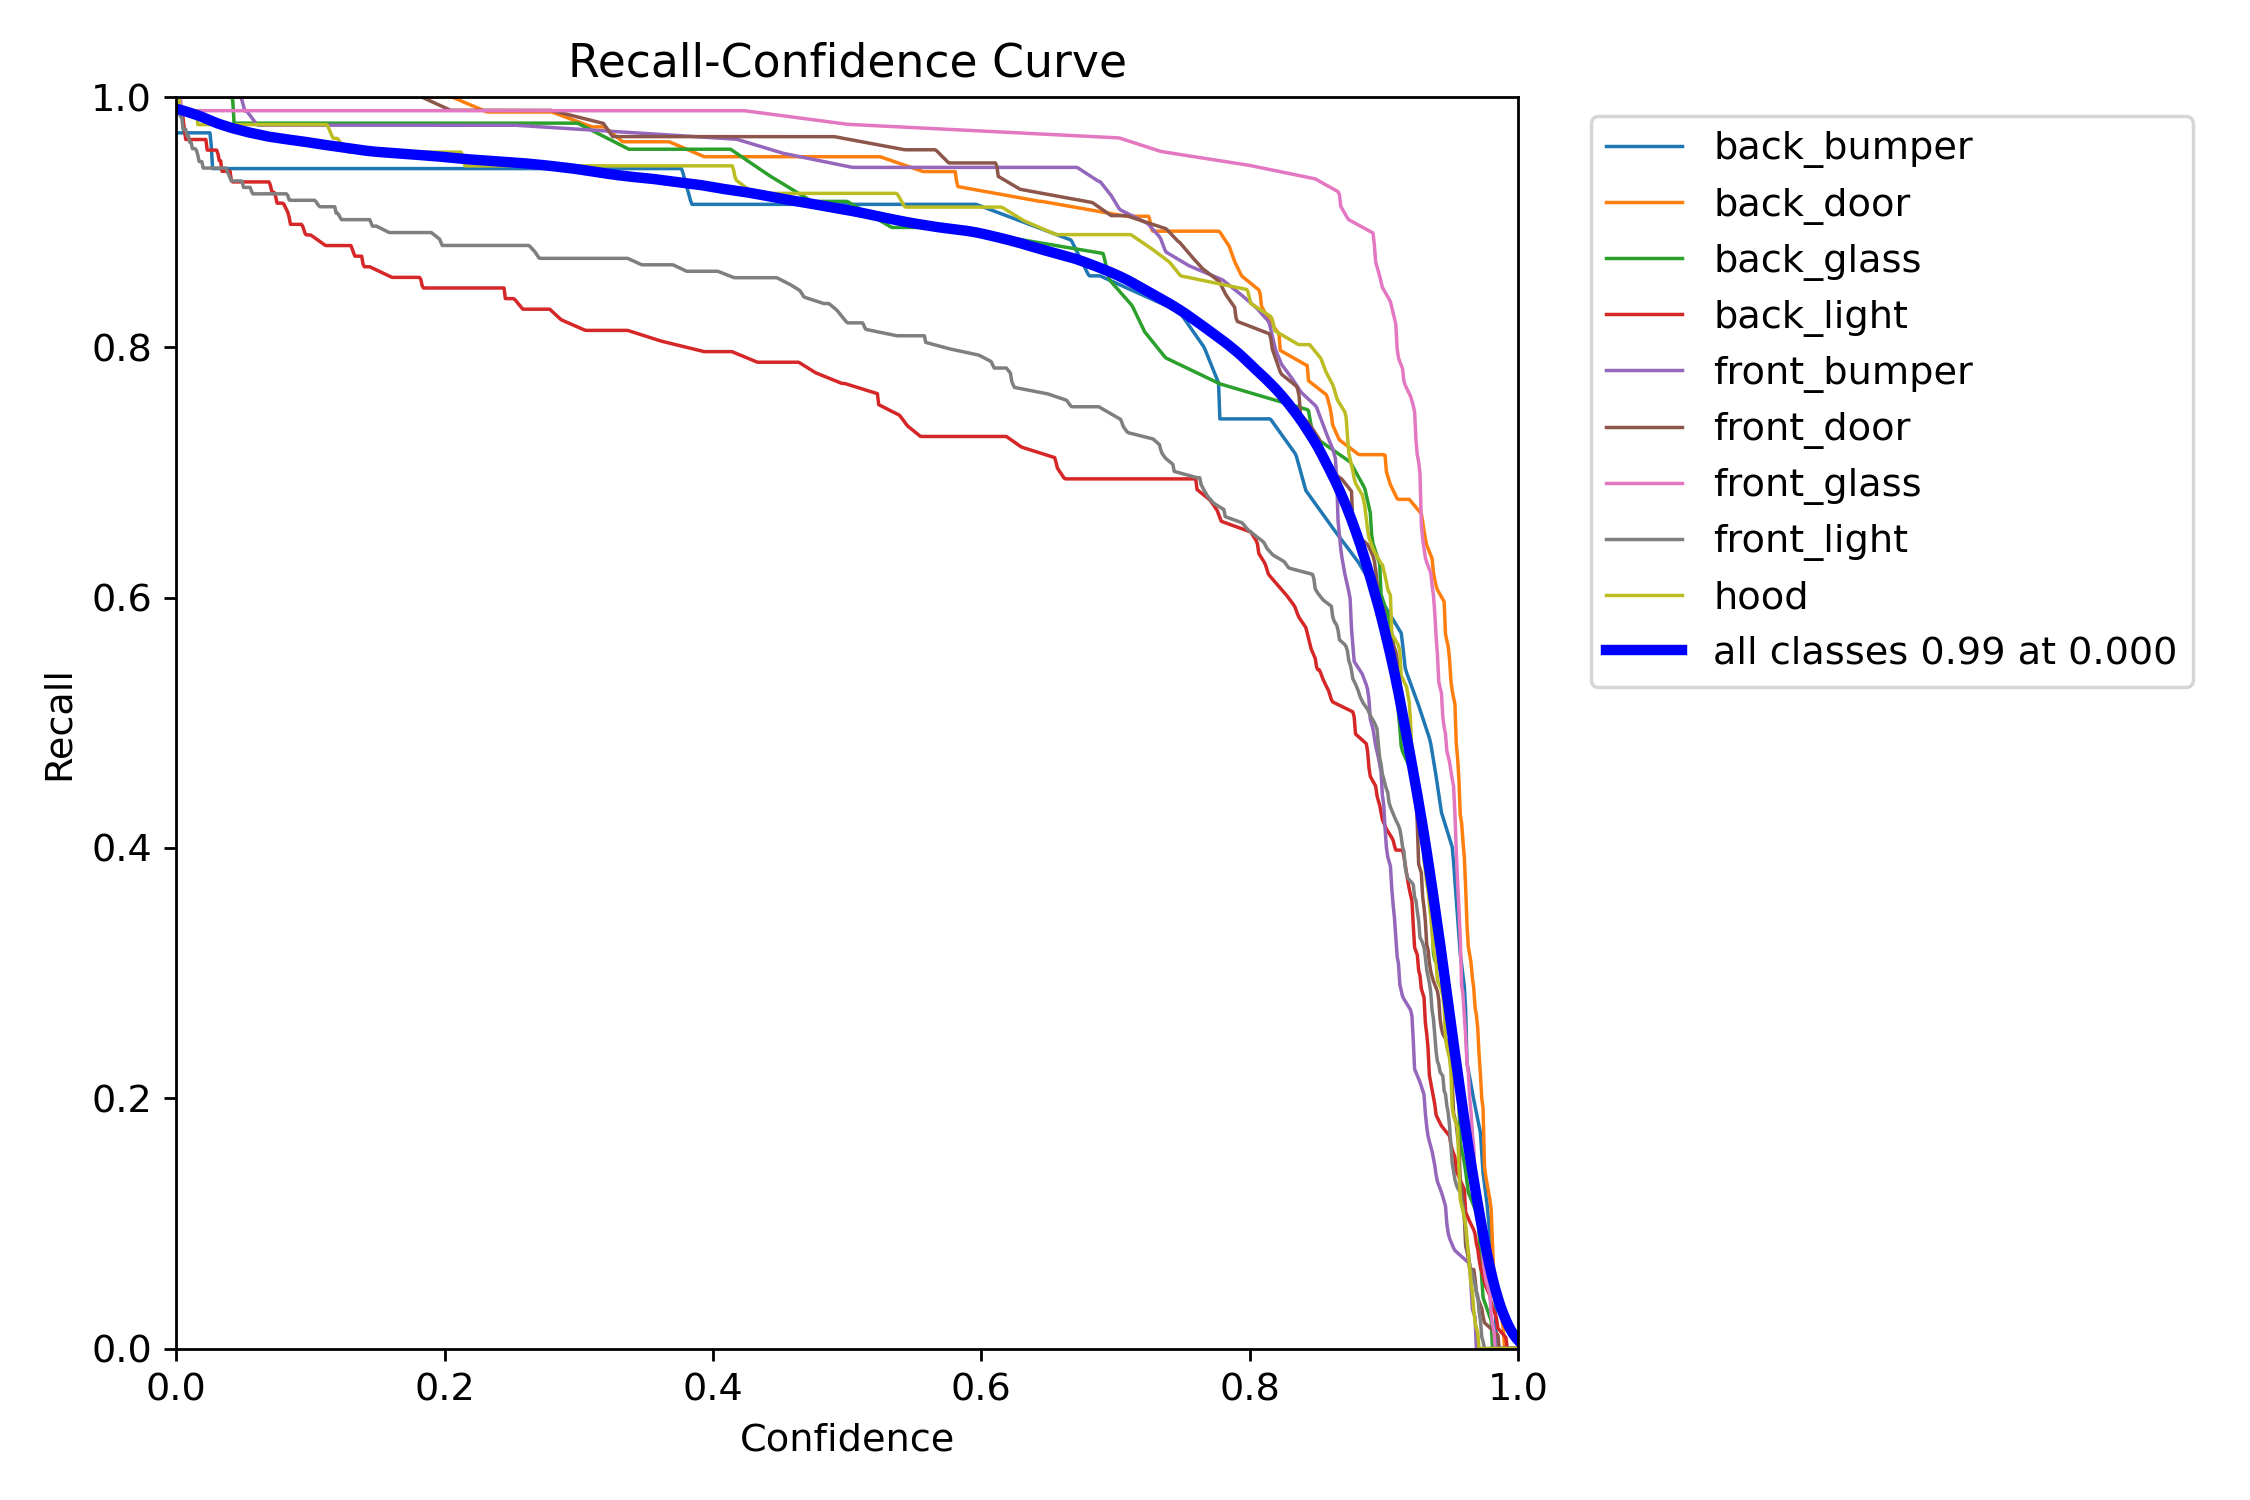 Recall-Confidence Curve
1.0
0.8
0.6
0.4
0.2
0.0
Recall
0.0 0.2 0.4 0.6 0.8 1.0
Confidence
back_bumper
back_door
back_glass
back_light
front_bumper
front_door
front_glass
front_light
hood
all classes 0.99 at 0.000